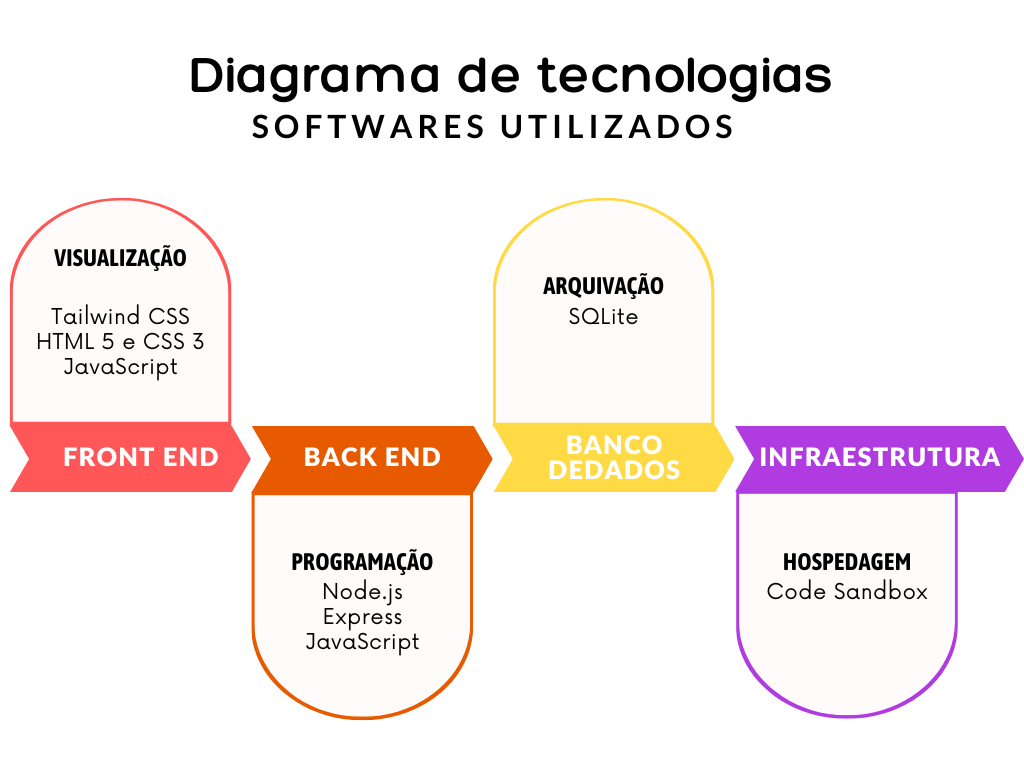 Diagrama de tecnologias
SOFTWARES UTILIZADOS
VISUALIZAÇÃO
Tailwind CSS
HTML 5 e CSS 3
JavaScript
FRONT END
BACK END
PROGRAMAÇÃO
Node.js
Express
JavaScript
ARQUIVAÇÃO
SQLite
BANCO
DEDADOS
INFRAESTRUTURA
HOSPEDAGEM
Code Sandbox